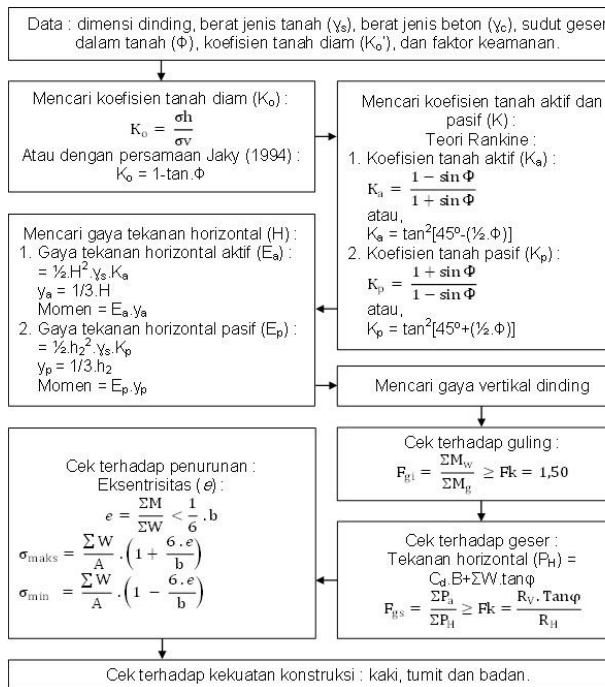 Data : dimensi dinding, berat jenis tanah (γs), berat jenis beton (γc), sudut geser
dalam tanah (Φ), koefisien tanah diam (Ko'), dan faktor keamanan.
Mencari koefisien tanah diam (Ko) :
Ko = σh / σv
Atau dengan persamaan Jaky (1994) :
Ko = 1-tan.Φ
Mencari koefisien tanah aktif dan
pasif (K) :
Teori Rankine :
1. Koefisien tanah aktif (Ka) :
Ka = (1 − sin Φ) / (1 + sin Φ)
atau,
Ka = tan²[45º-(½.Φ)]
2. Koefisien tanah pasif (Kp) :
Kp = (1 + sin Φ) / (1 − sin Φ)
atau,
Kp = tan²[45º+(½.Φ)]
Mencari gaya tekanan horizontal (H) :
1. Gaya tekanan horizontal aktif (Ea) :
= ½.H².γs.Ka
ya = 1/3.H
Momen = Ea.ya
2. Gaya tekanan horizontal pasif (Ep) :
= ½.h2².γs.Kp
yp = 1/3.h2
Momen = Ep.yp
Mencari gaya vertikal dinding
Cek terhadap guling :
Fgl = ΣMw / ΣMg ≥ Fk = 1,50
Cek terhadap geser :
Tekanan horizontal (PH) =
Cd.B+ΣW.tanφ
Fgs = ΣPa / ΣPH ≥ Fk = RV. Tanφ / RH
Cek terhadap penurunan :
Eksentrisitas (e) :
e = ΣM / ΣW < 1/6 .b
σmaks = ΣW / A .(1 + 6.e / b)
σmin = ΣW / A .(1 − 6.e / b)
Cek terhadap kekuatan konstruksi : kaki, tumit dan badan.